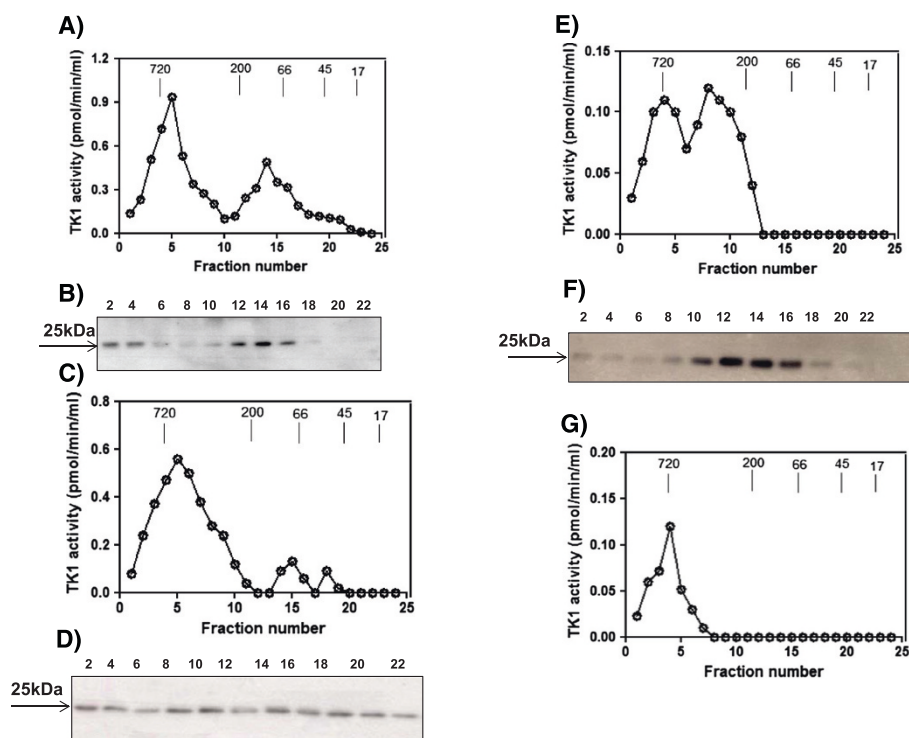 A)
TK1 activity (pmol/min/ml)
1.2
0.9
0.6
0.3
0.0
720 200 66 45 17
0 5 10 15 20 25
Fraction number
B)
2 4 6 8 10 12 14 16 18 20 22
25kDa
C)
TK1 activity (pmol/min/ml)
0.8
0.6
0.4
0.2
0.0
720 200 66 45 17
0 5 10 15 20 25
Fraction number
D)
2 4 6 8 10 12 14 16 18 20 22
25kDa
E)
TK1 activity (pmol/min/ml)
0.15
0.10
0.05
0.00
720 200 66 45 17
0 5 10 15 20 25
Fraction number
F)
2 4 6 8 10 12 14 16 18 20 22
25kDa
G)
TK1 activity (pmol/min/ml)
0.20
0.15
0.10
0.05
0.00
720 200 66 45 17
0 5 10 15 20 25
Fraction number